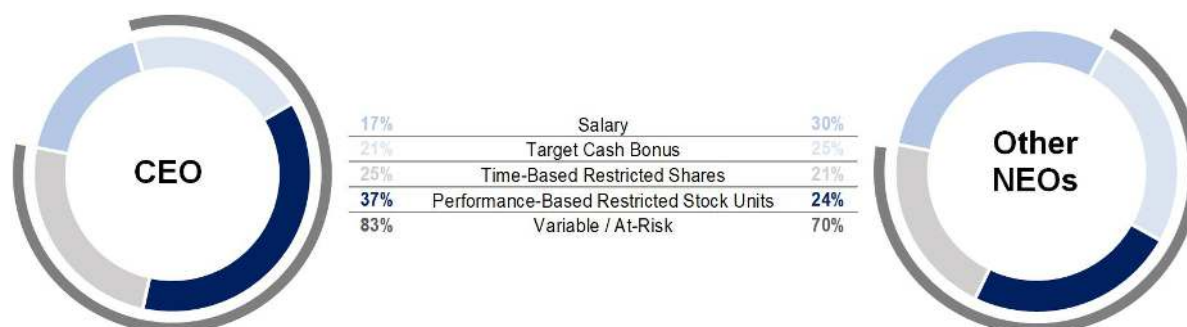 CEO
17% Salary 30%
21% Target Cash Bonus 25%
25% Time-Based Restricted Shares 21%
37% Performance-Based Restricted Stock Units 24%
83% Variable / At-Risk 70%
Other
NEOs